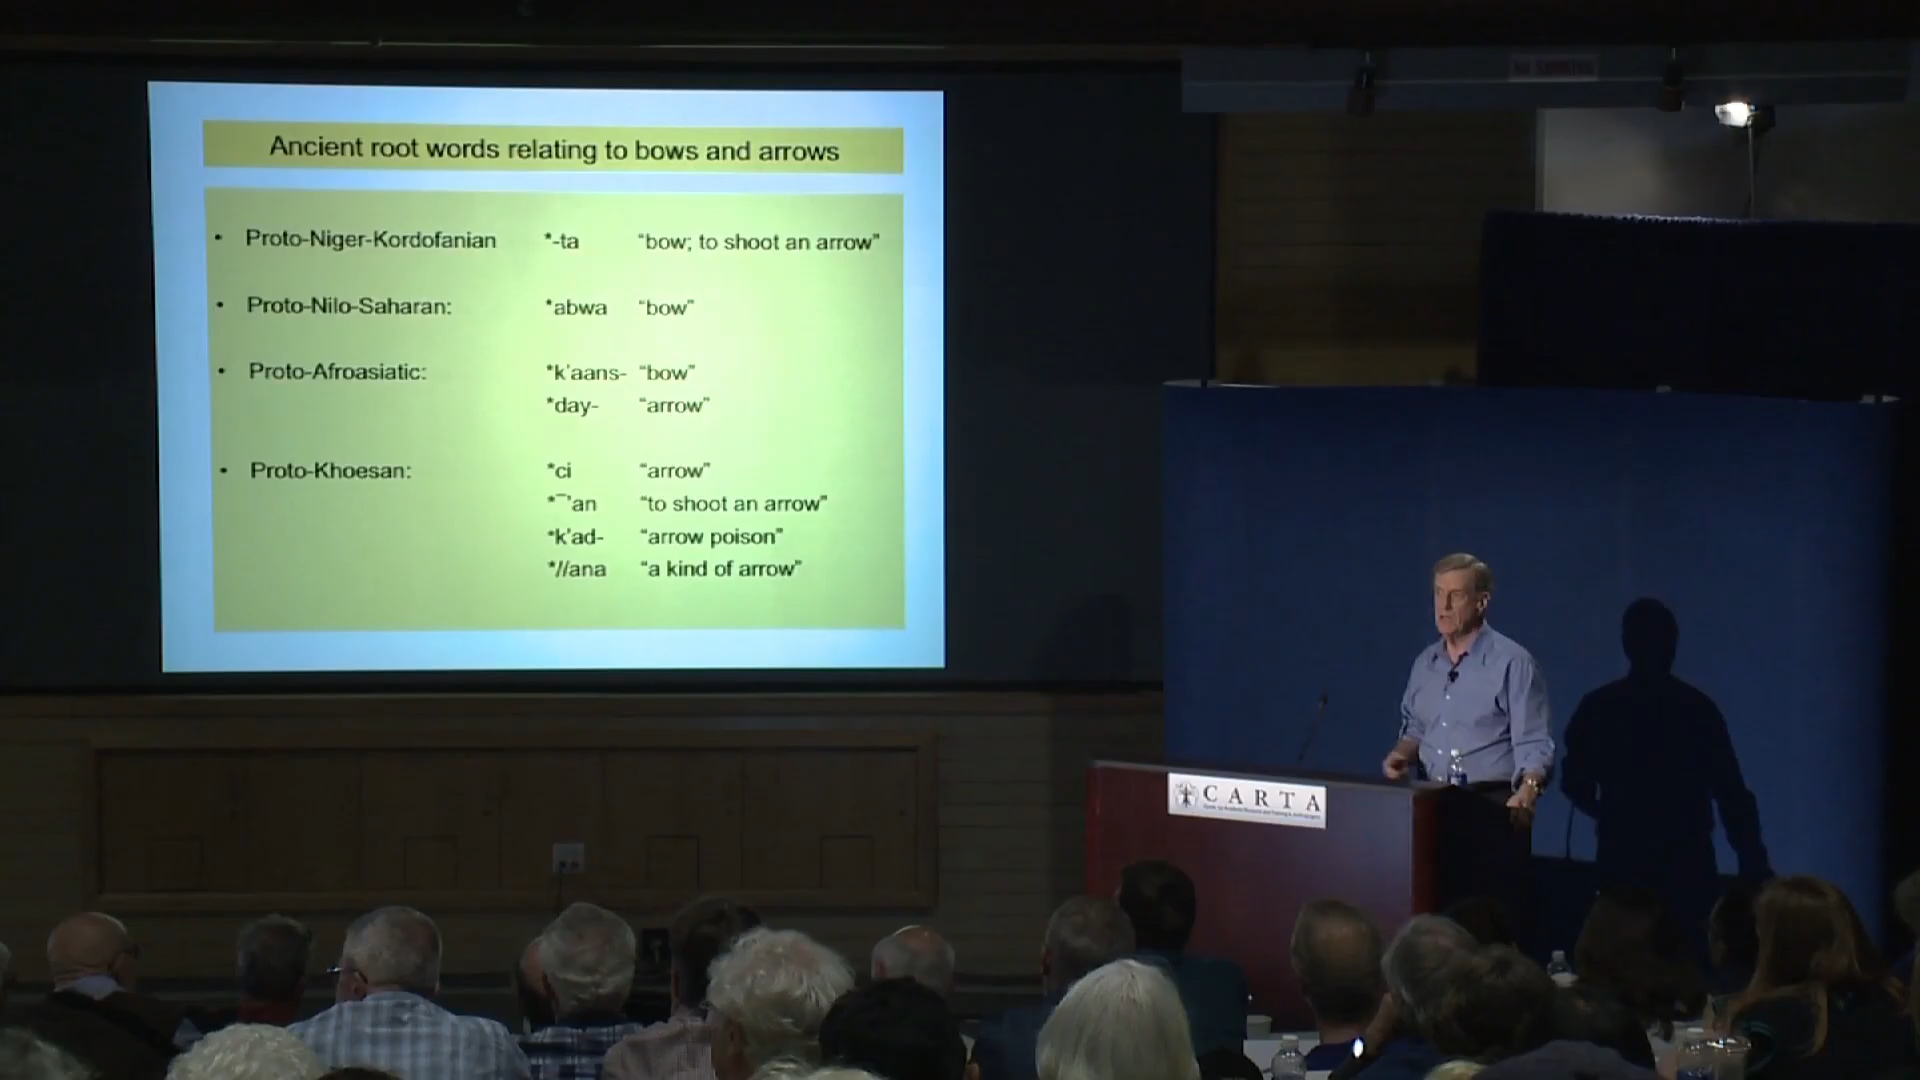 Ancient root words relating to bows and arrows
• Proto-Niger-Kordofanian *-ta “bow; to shoot an arrow”
• Proto-Nilo-Saharan: *abwa “bow”
• Proto-Afroasiatic: *k'aans- “bow”
*day- “arrow”
• Proto-Khoesan: *ci “arrow”
*¯'an “to shoot an arrow”
*k'ad- “arrow poison”
*//ana “a kind of arrow”
NO SMOKING
CARTA